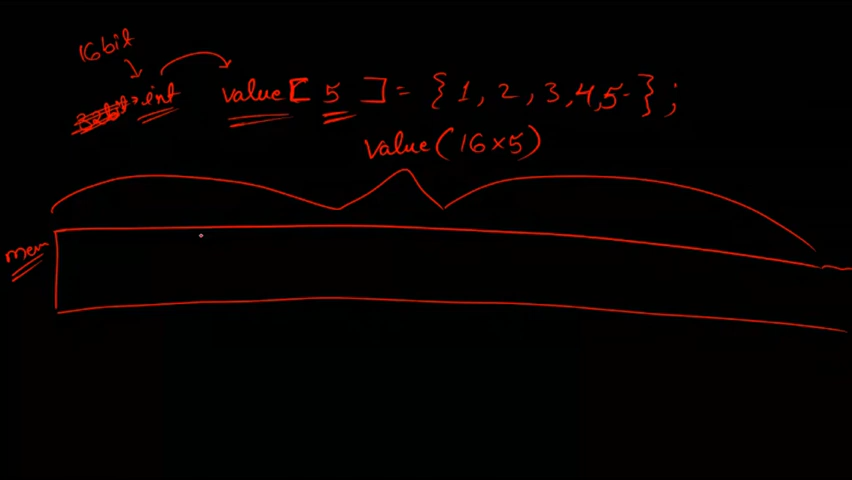 16bit
int value[ 5 ] = { 1, 2, 3, 4, 5 };
value(16×5)
mem